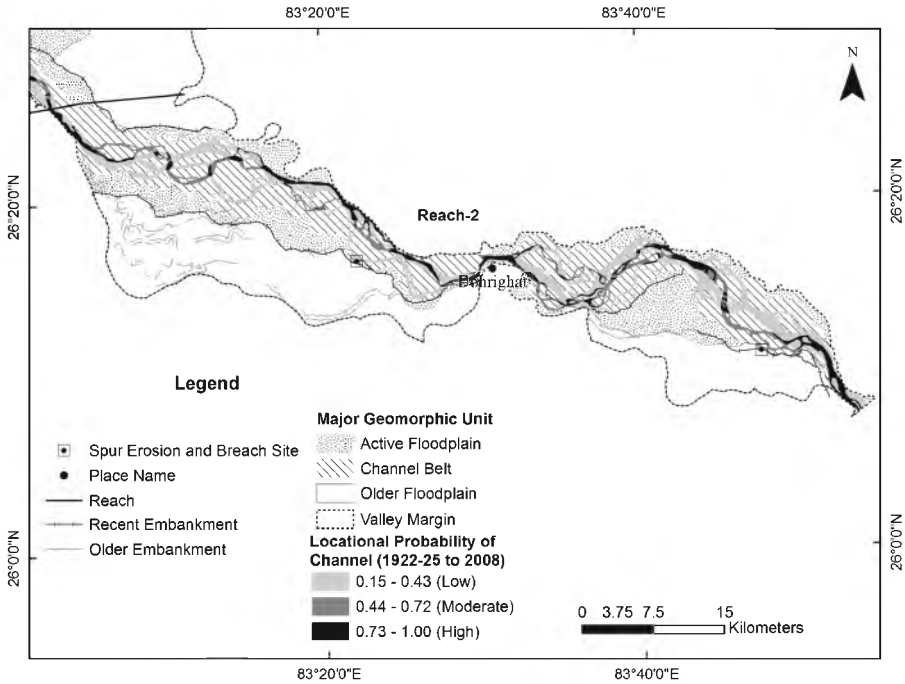 83°20'0"E 83°40'0"E
N
26°20'0"N 26°20'0"N
Reach-2
Dohrighat
Legend
Spur Erosion and Breach Site
Place Name
Reach
Recent Embankment
Older Embankment
Major Geomorphic Unit
Active Floodplain
Channel Belt
Older Floodplain
Valley Margin
Locational Probability of
Channel (1922-25 to 2008)
0.15 - 0.43 (Low)
0.44 - 0.72 (Moderate)
0.73 - 1.00 (High)
26°0'0"N 26°0'0"N
0 3.75 7.5 15
Kilometers
83°20'0"E 83°40'0"E